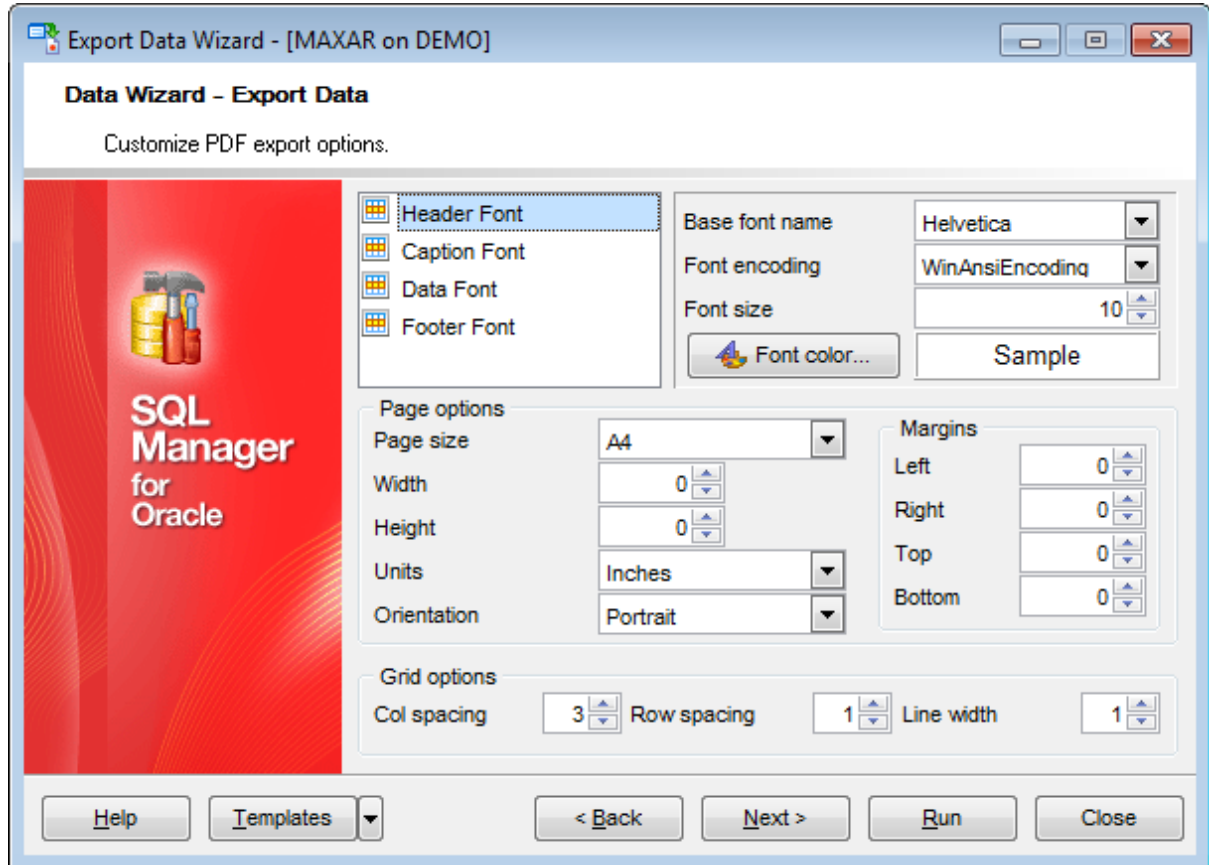 Export Data Wizard - [MAXAR on DEMO]
Data Wizard - Export Data
Customize PDF export options.
SQL
Manager
for
Oracle
Header Font
Caption Font
Data Font
Footer Font
Base font name Helvetica
Font encoding WinAnsiEncoding
Font size 10
Font color... Sample
Page options
Page size A4
Width 0
Height 0
Units Inches
Orientation Portrait
Margins
Left 0
Right 0
Top 0
Bottom 0
Grid options
Col spacing 3 Row spacing 1 Line width 1
Help Templates < Back Next > Run Close